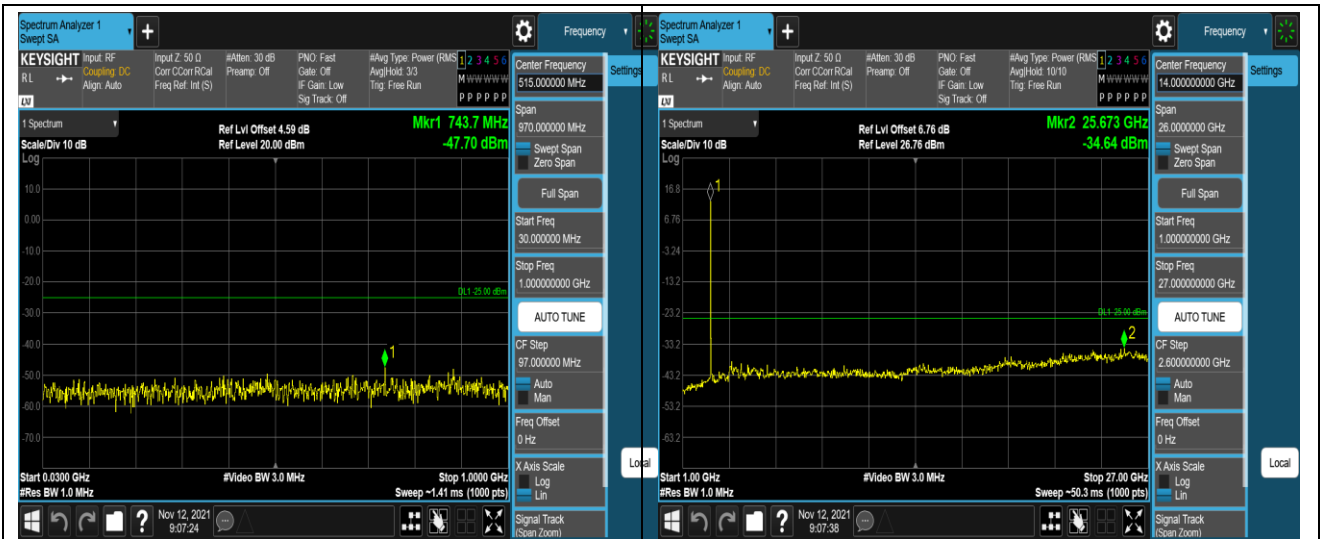 Spectrum Analyzer 1
Swept SA
+
Frequency
KEYSIGHT
RL
LXI
Input: RF
Coupling: DC
Align: Auto
Input Z: 50 Ω
Corr CCorr RCal
Freq Ref: Int (S)
#Atten: 30 dB
Preamp: Off
PNO: Fast
Gate: Off
IF Gain: Low
Sig Track: Off
#Avg Type: Power (RMS
Avg|Hold: 3/3
Trig: Free Run
1 2 3 4 5 6
M W W W W W
P P P P P P
Center Frequency
515.000000 MHz
Settings
1 Spectrum
Scale/Div 10 dB
Log
Ref Lvl Offset 4.59 dB
Ref Level 20.00 dBm
Mkr1 743.7 MHz
-47.70 dBm
Span
970.000000 MHz
Swept Span
Zero Span
Full Span
Start Freq
30.000000 MHz
Stop Freq
1.000000000 GHz
AUTO TUNE
CF Step
97.000000 MHz
Auto
Man
Freq Offset
0 Hz
X Axis Scale
Log
Lin
Signal Track
(Span Zoom)
Local
10.0
0.00
-10.0
-20.0
DL1 -25.00 dBm
-30.0
-40.0
1
-50.0
-60.0
-70.0
Start 0.0300 GHz
#Res BW 1.0 MHz
#Video BW 3.0 MHz
Stop 1.0000 GHz
Sweep ~1.41 ms (1000 pts)
?
Nov 12, 2021
9:07:24
Spectrum Analyzer 1
Swept SA
+
Frequency
KEYSIGHT
RL
LXI
Input: RF
Coupling: DC
Align: Auto
Input Z: 50 Ω
Corr CCorr RCal
Freq Ref: Int (S)
#Atten: 30 dB
Preamp: Off
PNO: Fast
Gate: Off
IF Gain: Low
Sig Track: Off
#Avg Type: Power (RMS
Avg|Hold: 10/10
Trig: Free Run
1 2 3 4 5 6
M W W W W W
P P P P P P
Center Frequency
14.00000000 GHz
Settings
1 Spectrum
Scale/Div 10 dB
Log
Ref Lvl Offset 6.76 dB
Ref Level 26.76 dBm
Mkr2 25.673 GHz
-34.64 dBm
Span
26.0000000 GHz
Swept Span
Zero Span
Full Span
Start Freq
1.000000000 GHz
Stop Freq
27.00000000 GHz
AUTO TUNE
CF Step
2.600000000 GHz
Auto
Man
Freq Offset
0 Hz
X Axis Scale
Log
Lin
Signal Track
(Span Zoom)
Local
1
16.8
6.76
-3.24
-13.2
-23.2
DL1 -25.00 dBm
2
-33.2
-43.2
-53.2
-63.2
Start 1.00 GHz
#Res BW 1.0 MHz
#Video BW 3.0 MHz
Stop 27.00 GHz
Sweep ~50.3 ms (1000 pts)
?
Nov 12, 2021
9:07:38